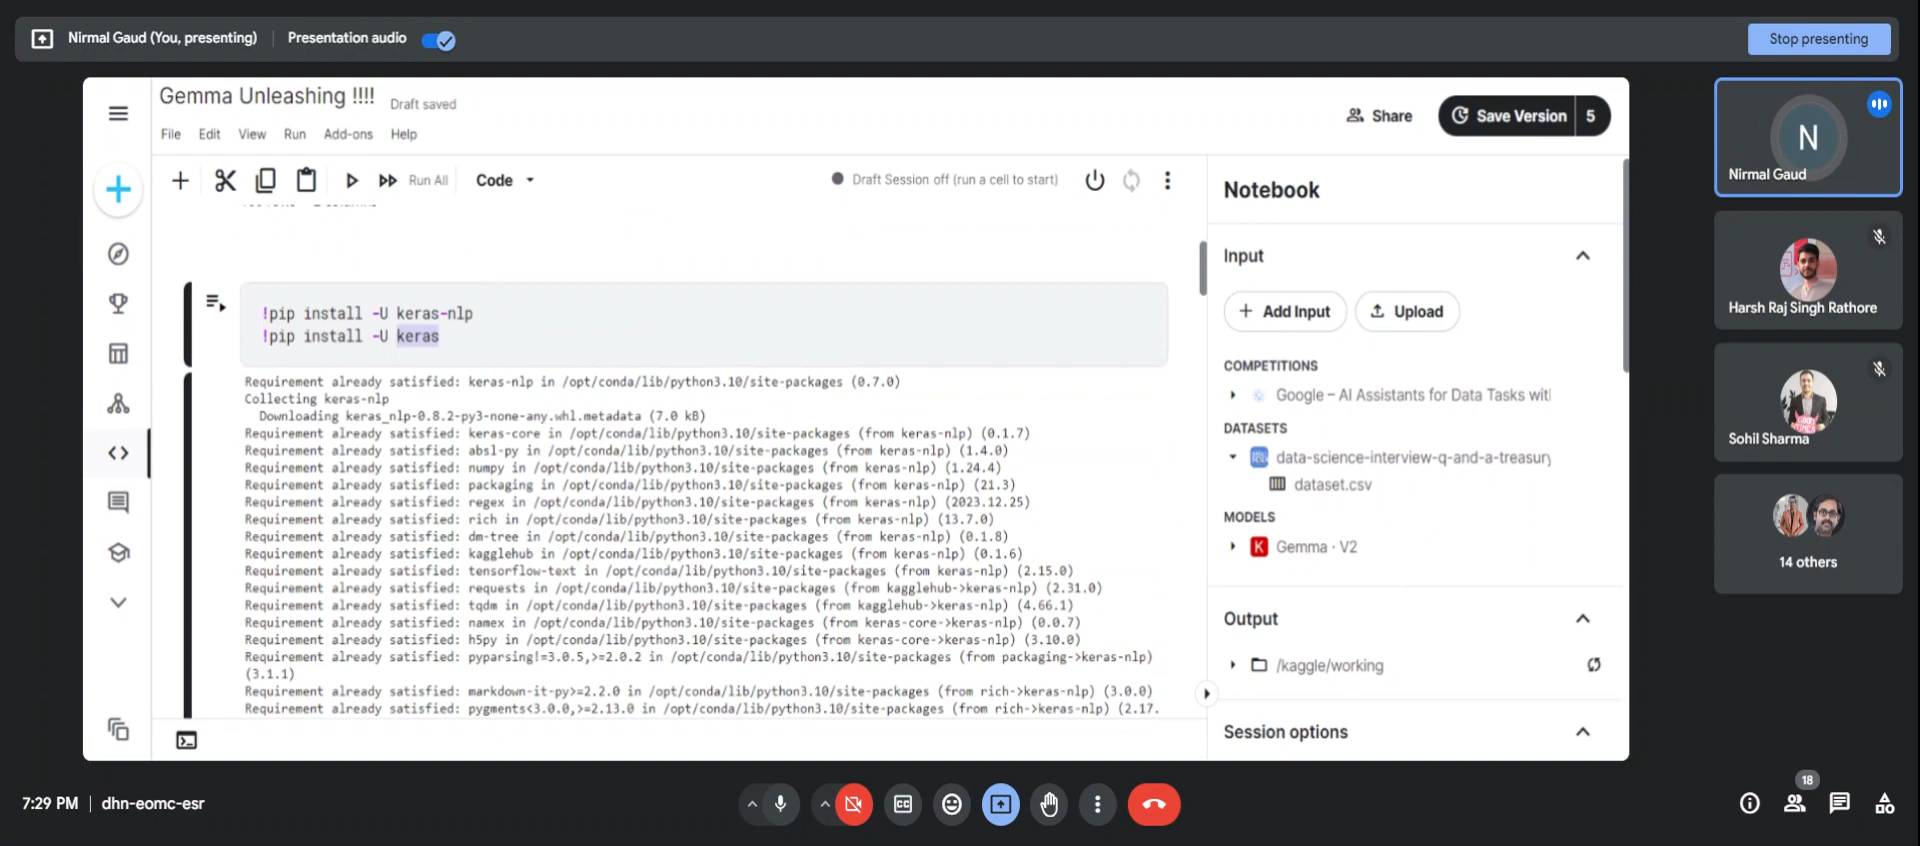 Nirmal Gaud (You, presenting)
Presentation audio
Stop presenting
Gemma Unleashing !!!!
Draft saved
File Edit View Run Add-ons Help
Share
Save Version 5
Run All
Code
Draft Session off (run a cell to start)
!pip install -U keras-nlp
!pip install -U keras
Requirement already satisfied: keras-nlp in /opt/conda/lib/python3.10/site-packages (0.7.0)
Collecting keras-nlp
Downloading keras_nlp-0.8.2-py3-none-any.whl.metadata (7.0 kB)
Requirement already satisfied: keras-core in /opt/conda/lib/python3.10/site-packages (from keras-nlp) (0.1.7)
Requirement already satisfied: absl-py in /opt/conda/lib/python3.10/site-packages (from keras-nlp) (1.4.0)
Requirement already satisfied: numpy in /opt/conda/lib/python3.10/site-packages (from keras-nlp) (1.24.4)
Requirement already satisfied: packaging in /opt/conda/lib/python3.10/site-packages (from keras-nlp) (21.3)
Requirement already satisfied: regex in /opt/conda/lib/python3.10/site-packages (from keras-nlp) (2023.12.25)
Requirement already satisfied: rich in /opt/conda/lib/python3.10/site-packages (from keras-nlp) (13.7.0)
Requirement already satisfied: dm-tree in /opt/conda/lib/python3.10/site-packages (from keras-nlp) (0.1.8)
Requirement already satisfied: kagglehub in /opt/conda/lib/python3.10/site-packages (from keras-nlp) (0.1.6)
Requirement already satisfied: tensorflow-text in /opt/conda/lib/python3.10/site-packages (from keras-nlp) (2.15.0)
Requirement already satisfied: requests in /opt/conda/lib/python3.10/site-packages (from kagglehub->keras-nlp) (2.31.0)
Requirement already satisfied: tqdm in /opt/conda/lib/python3.10/site-packages (from kagglehub->keras-nlp) (4.66.1)
Requirement already satisfied: namex in /opt/conda/lib/python3.10/site-packages (from keras-core->keras-nlp) (0.0.7)
Requirement already satisfied: h5py in /opt/conda/lib/python3.10/site-packages (from keras-core->keras-nlp) (3.10.0)
Requirement already satisfied: pyparsing!=3.0.5,>=2.0.2 in /opt/conda/lib/python3.10/site-packages (from packaging->keras-nlp)
(3.1.1)
Requirement already satisfied: markdown-it-py>=2.2.0 in /opt/conda/lib/python3.10/site-packages (from rich->keras-nlp) (3.0.0)
Requirement already satisfied: pygments<3.0.0,>=2.13.0 in /opt/conda/lib/python3.10/site-packages (from rich->keras-nlp) (2.17.
Notebook
Input
Add Input
Upload
COMPETITIONS
Google – AI Assistants for Data Tasks wit
DATASETS
data-science-interview-q-and-a-treasury
dataset.csv
MODELS
K
Gemma · V2
Output
/kaggle/working
Session options
N
Nirmal Gaud
Harsh Raj Singh Rathore
Sohil Sharma
14 others
7:29 PM | dhn-eomc-esr
CC
18